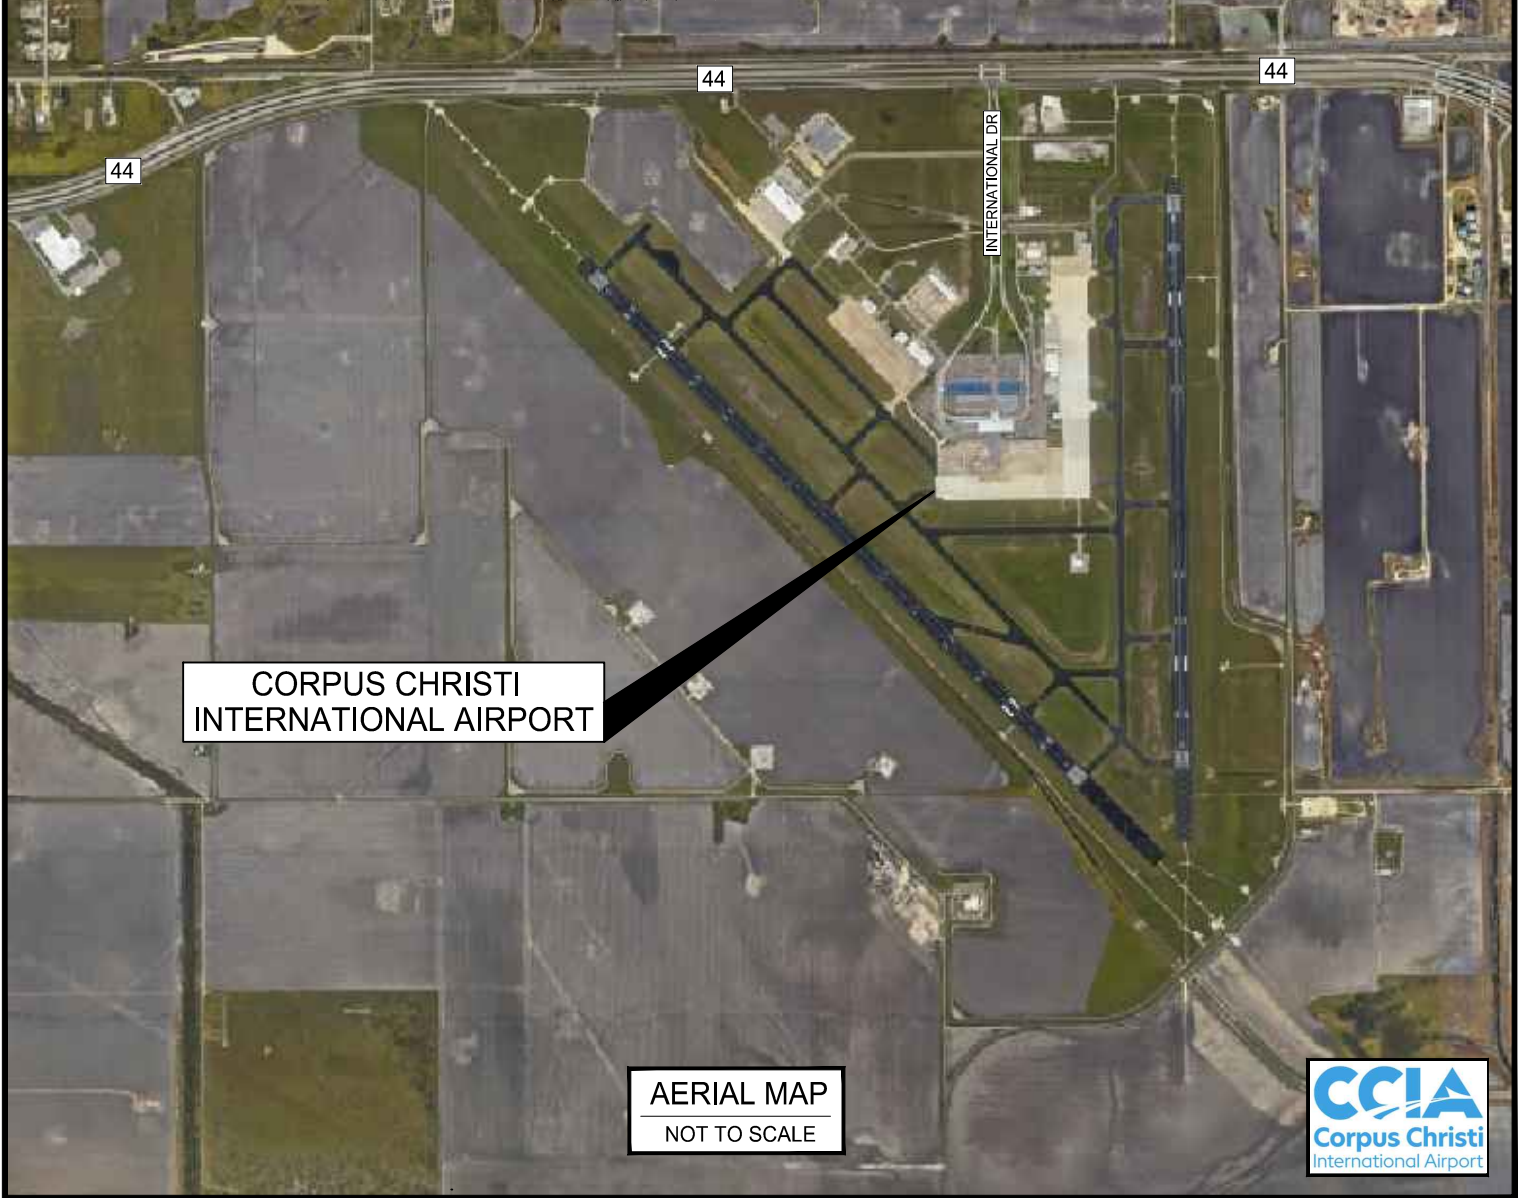 44
44
44
INTERNATIONAL DR
CORPUS CHRISTI
INTERNATIONAL AIRPORT
AERIAL MAP
NOT TO SCALE
CCIA
Corpus Christi
International Airport